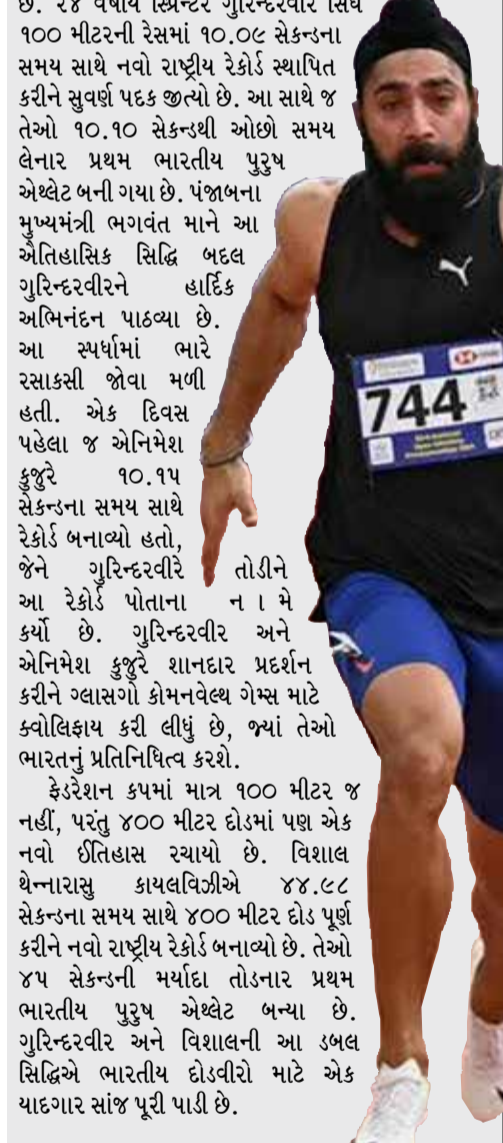 છે. ૨૪ વર્ષીય સ્પ્રિન્ટર ગુરિન્દરવીર સિંઘે
૧૦૦ મીટરની રેસમાં ૧૦.૦૯ સેકન્ડના
સમય સાથે નવો રાષ્ટ્રીય રેકોર્ડ સ્થાપિત
કરીને સુવર્ણ પદક જીત્યો છે. આ સાથે જ
તેઓ ૧૦.૧૦ સેકન્ડથી ઓછો સમય
લેનાર પ્રથમ ભારતીય પુરુષ
એથ્લેટ બની ગયા છે. પંજાબના
મુખ્યમંત્રી ભગવંત માને આ
ઐતિહાસિક સિદ્ધિ બદલ
ગુરિન્દરવીરને હાર્દિક
અભિનંદન પાઠવ્યા છે.
આ સ્પર્ધામાં ભારે
રસાકસી જોવા મળી
હતી. એક દિવસ
પહેલા જ એનિમેશ
કુજુરે ૧૦.૧૫
સેકન્ડના સમય સાથે
રેકોર્ડ બનાવ્યો હતો,
જેને ગુરિન્દરવીરે તોડીને
આ રેકોર્ડ પોતાના ન ા મે
કર્યો છે. ગુરિન્દરવીર અને
એનિમેશ કુજુરે શાનદાર પ્રદર્શન
કરીને ગ્લાસગો કોમનવેલ્થ ગેમ્સ માટે
ક્વોલિફાય કરી લીધું છે, જ્યાં તેઓ
ભારતનું પ્રતિનિધિત્વ કરશે.
ફેડરેશન કપમાં માત્ર ૧૦૦ મીટર જ
નહીં, પરંતુ ૪૦૦ મીટર દોડમાં પણ એક
નવો ઈતિહાસ રચાયો છે. વિશાલ
થેન્નારાસુ કાયલવિઝીએ ૪૪.૯૮
સેકન્ડના સમય સાથે ૪૦૦ મીટર દોડ પૂર્ણ
કરીને નવો રાષ્ટ્રીય રેકોર્ડ બનાવ્યો છે. તેઓ
૪૫ સેકન્ડની મર્યાદા તોડનાર પ્રથમ
ભારતીય પુરુષ એથ્લેટ બન્યા છે.
ગુરિન્દરવીર અને વિશાલની આ ડબલ
સિદ્ધિએ ભારતીય દોડવીરો માટે એક
યાદગાર સાંજ પૂરી પાડી છે.
744